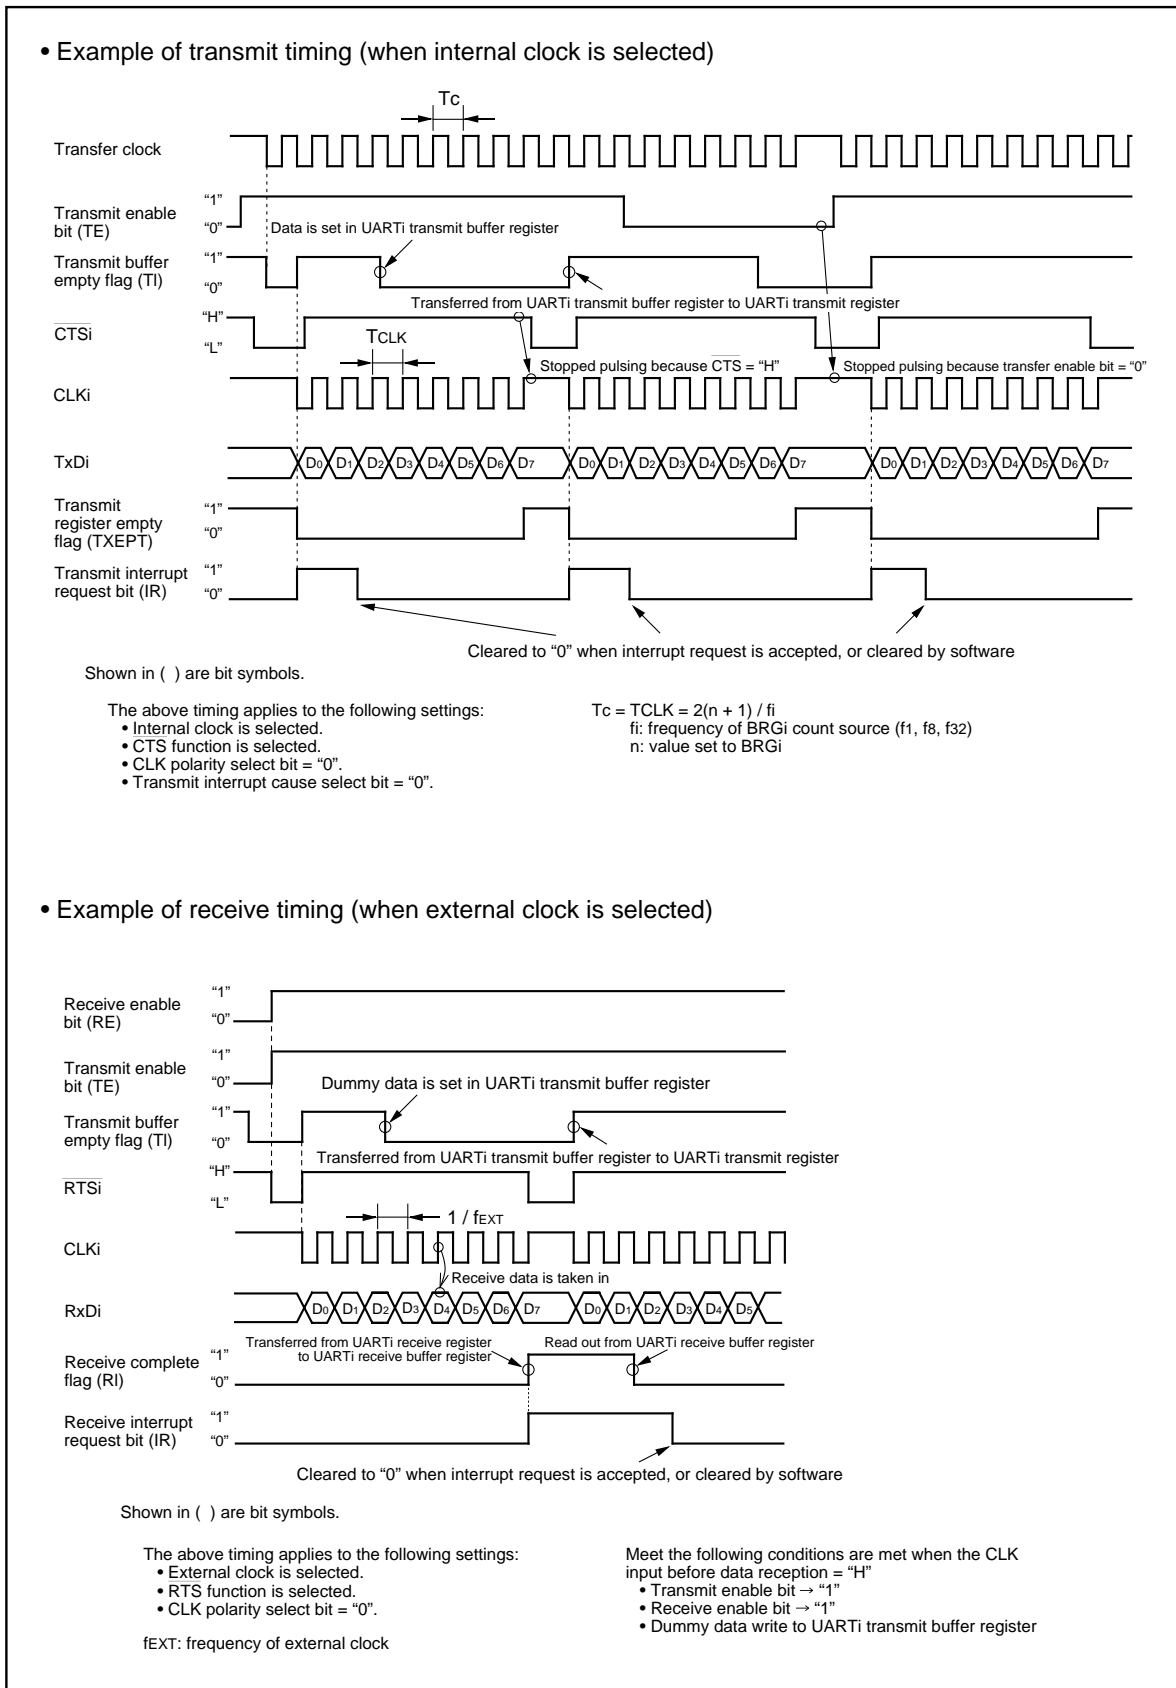 • Example of transmit timing (when internal clock is selected)
Tc
Transfer clock
“1”
“0”
Transmit enable
bit (TE)
Data is set in UARTi transmit buffer register
“1”
“0”
Transmit buffer
empty flag (Tl)
Transferred from UARTi transmit buffer register to UARTi transmit register
“H”
“L”
CTSi
TCLK
Stopped pulsing because CTS = “H”
Stopped pulsing because transfer enable bit = “0”
CLKi
TxDi
D0 D1 D2 D3 D4 D5 D6 D7 D0 D1 D2 D3 D4 D5 D6 D7 D0 D1 D2 D3 D4 D5 D6 D7
Transmit
register empty
flag (TXEPT)
“1”
“0”
Transmit interrupt
request bit (IR)
“1”
“0”
Cleared to “0” when interrupt request is accepted, or cleared by software
Shown in ( ) are bit symbols.
The above timing applies to the following settings:
• Internal clock is selected.
• CTS function is selected.
• CLK polarity select bit = “0”.
• Transmit interrupt cause select bit = “0”.
Tc = TCLK = 2(n + 1) / fi
fi: frequency of BRGi count source (f1, f8, f32)
n: value set to BRGi
• Example of receive timing (when external clock is selected)
Receive enable
bit (RE)
“1”
“0”
Transmit enable
bit (TE)
“1”
“0”
Dummy data is set in UARTi transmit buffer register
Transmit buffer
empty flag (Tl)
“1”
“0”
Transferred from UARTi transmit buffer register to UARTi transmit register
RTSi
“H”
“L”
1 / fEXT
CLKi
Receive data is taken in
RxDi
D0 D1 D2 D3 D4 D5 D6 D7 D0 D1 D2 D3 D4 D5
Transferred from UARTi receive register
to UARTi receive buffer register
Read out from UARTi receive buffer register
Receive complete
flag (Rl)
“1”
“0”
Receive interrupt
request bit (IR)
“1”
“0”
Cleared to “0” when interrupt request is accepted, or cleared by software
Shown in ( ) are bit symbols.
The above timing applies to the following settings:
• External clock is selected.
• RTS function is selected.
• CLK polarity select bit = “0”.
fEXT: frequency of external clock
Meet the following conditions are met when the CLK
input before data reception = “H”
• Transmit enable bit → “1”
• Receive enable bit → “1”
• Dummy data write to UARTi transmit buffer register